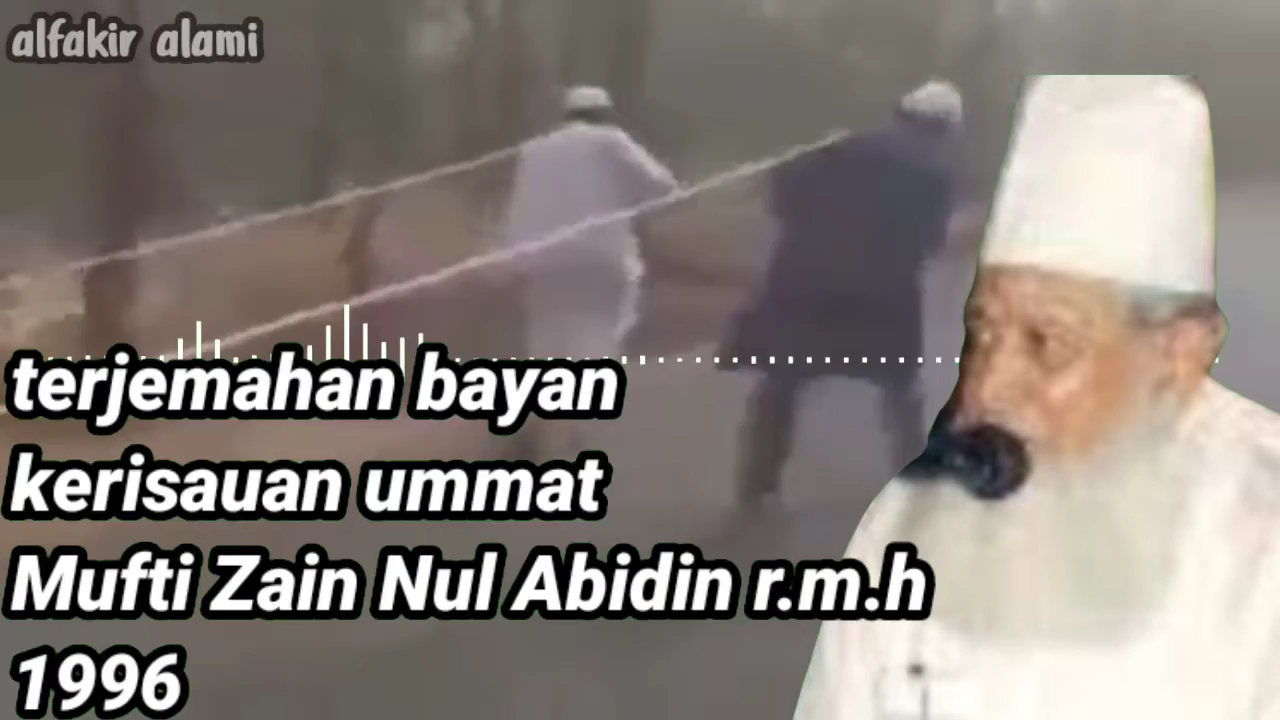 alfakir alami
terjemahan bayan
kerisauan ummat
Mufti Zain Nul Abidin r.m.h
1996